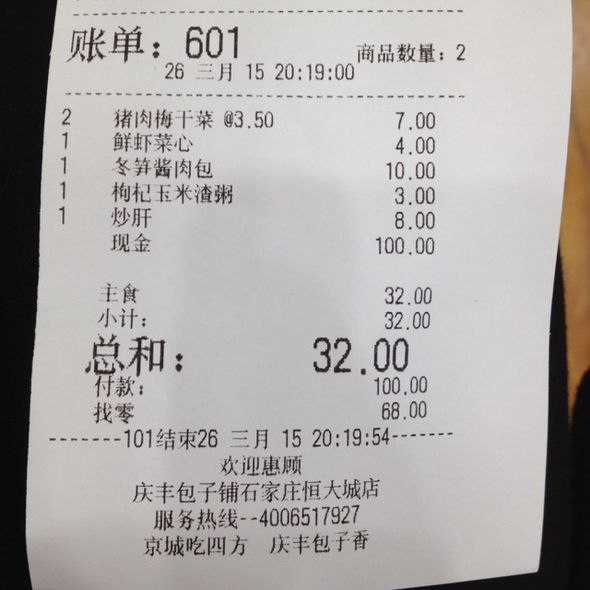 账单：601 商品数量：2
26 三月 15 20:19:00
2 猪肉梅干菜 @3.50 7.00
1 鲜虾菜心 4.00
1 冬笋酱肉包 10.00
1 枸杞玉米渣粥 3.00
1 炒肝 8.00
现金 100.00
主食 32.00
小计： 32.00
总和： 32.00
付款： 100.00
找零 68.00
-------101结束26 三月 15 20:19:54-------
欢迎惠顾
庆丰包子铺石家庄恒大城店
服务热线--4006517927
京城吃四方 庆丰包子香